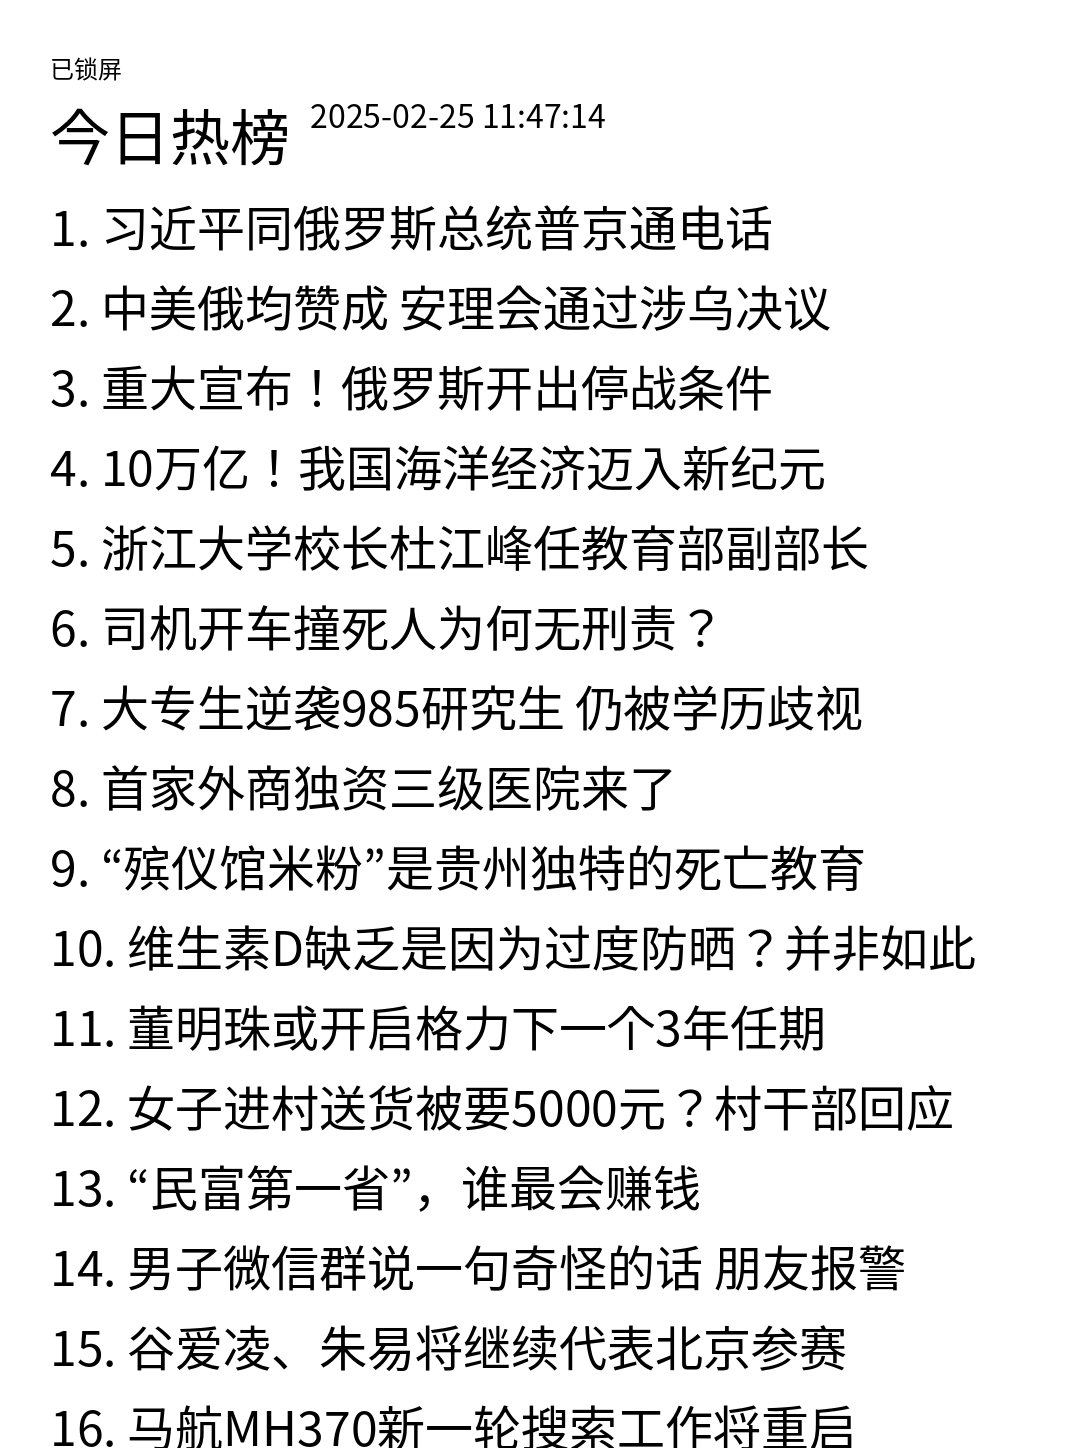 已锁屏
今日热榜 2025-02-25 11:47:14
1. 习近平同俄罗斯总统普京通电话
2. 中美俄均赞成 安理会通过涉乌决议
3. 重大宣布！俄罗斯开出停战条件
4. 10万亿！我国海洋经济迈入新纪元
5. 浙江大学校长杜江峰任教育部副部长
6. 司机开车撞死人为何无刑责？
7. 大专生逆袭985研究生 仍被学历歧视
8. 首家外商独资三级医院来了
9. “殡仪馆米粉”是贵州独特的死亡教育
10. 维生素D缺乏是因为过度防晒？并非如此
11. 董明珠或开启格力下一个3年任期
12. 女子进村送货被要5000元？村干部回应
13. “民富第一省”，谁最会赚钱
14. 男子微信群说一句奇怪的话 朋友报警
15. 谷爱凌、朱易将继续代表北京参赛
16. 马航MH370新一轮搜索工作将重启